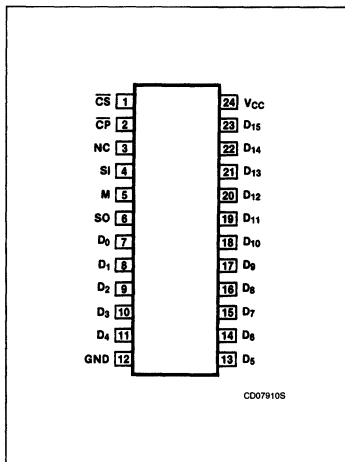 C̅S̅ 1 24 VCC
C̅P̅ 2 23 D15
NC 3 22 D14
SI 4 21 D13
M 5 20 D12
SO 6 19 D11
D0 7 18 D10
D1 8 17 D9
D2 9 16 D8
D3 10 15 D7
D4 11 14 D6
GND 12 13 D5
CD07910S